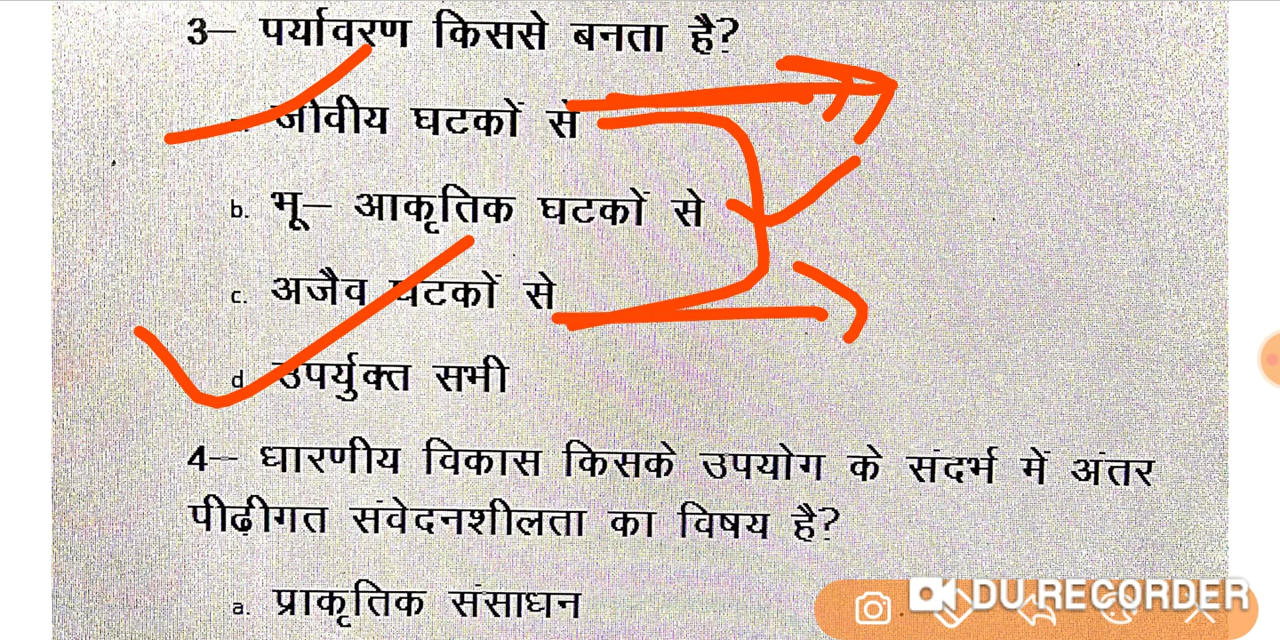 3– पर्यावरण किससे बनता है?
जीवीय घटकों से
b. भू– आकृतिक घटकों से
c. अजैव घटकों से
d उपर्युक्त सभी
4– धारणीय विकास किसके उपयोग के संदर्भ में अंतर
पीढ़ीगत संवेदनशीलता का विषय है?
a. प्राकृतिक संसाधन
DU RECORDER